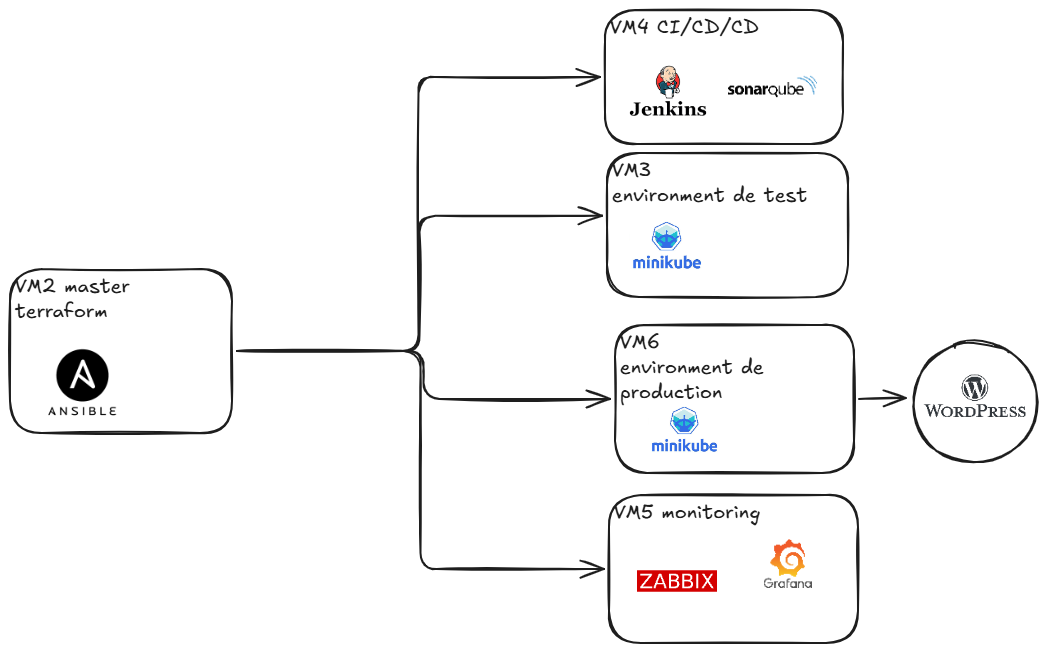 VM4 CI/CD/CD
Jenkins
sonarqube
VM3
environment de test
minikube
VM2 master
terraform
ANSIBLE
VM6
environment de
production
minikube
WORDPRESS
VM5 monitoring
ZABBIX
Grafana